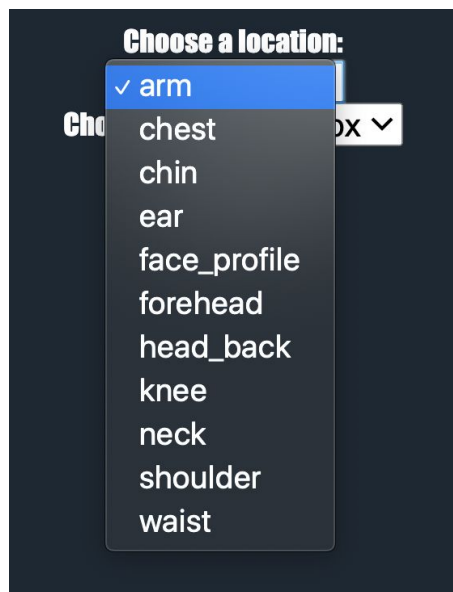 Choose a location:
✓ arm
chest
chin
ear
face_profile
forehead
head_back
knee
neck
shoulder
waist